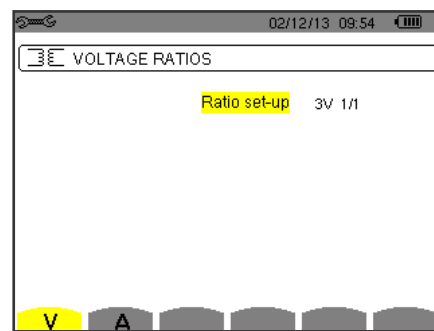 02/12/13 09:54
VOLTAGE RATIOS
Ratio set-up 3V 1/1
V A